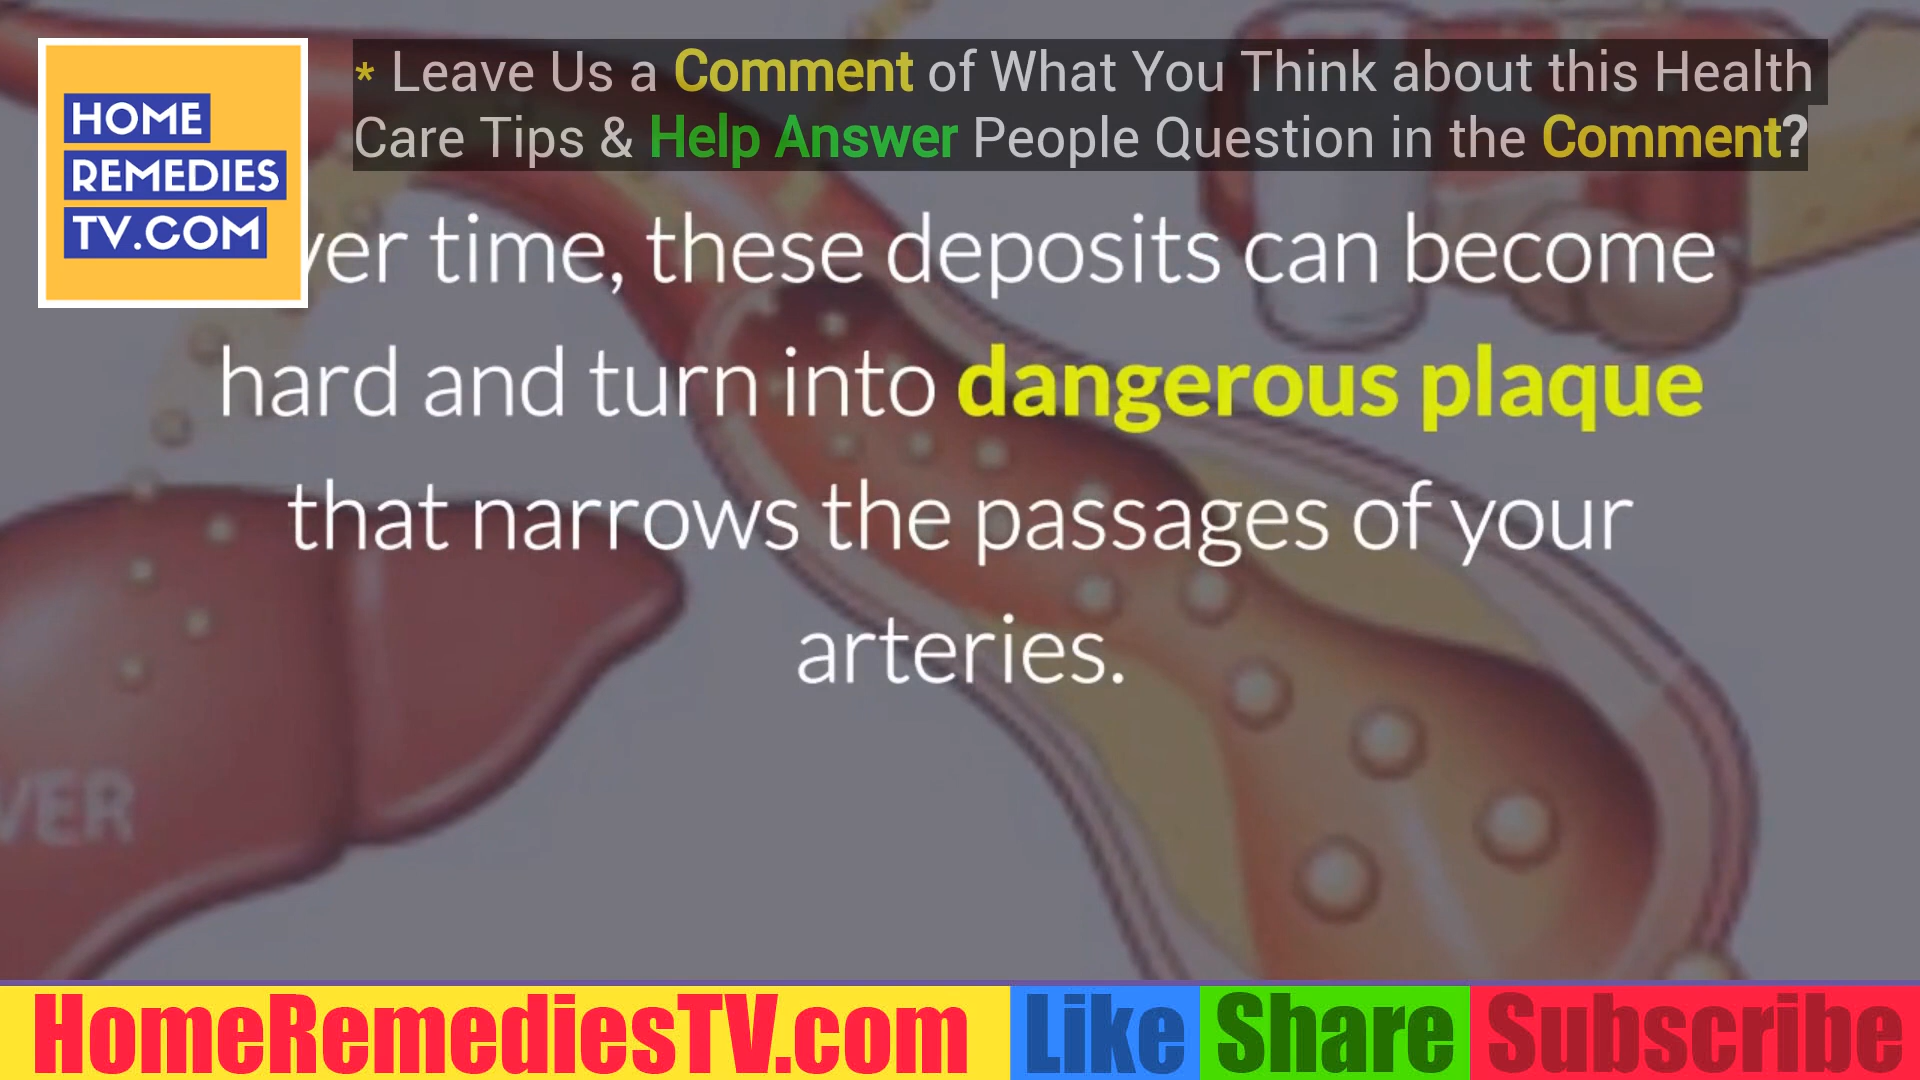 HOME
REMEDIES
TV.COM
* Leave Us a Comment of What You Think about this Health
Care Tips & Help Answer People Question in the Comment?
ver time, these deposits can become
hard and turn into dangerous plaque
that narrows the passages of your
arteries.
VER
HomeRemediesTV.com Like Share Subscribe